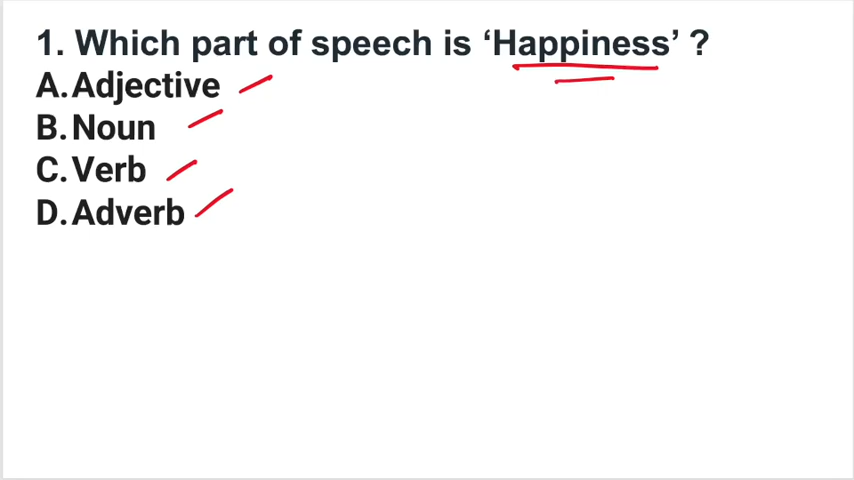 1. Which part of speech is ‘Happiness’ ?
A.Adjective
B.Noun
C.Verb
D.Adverb